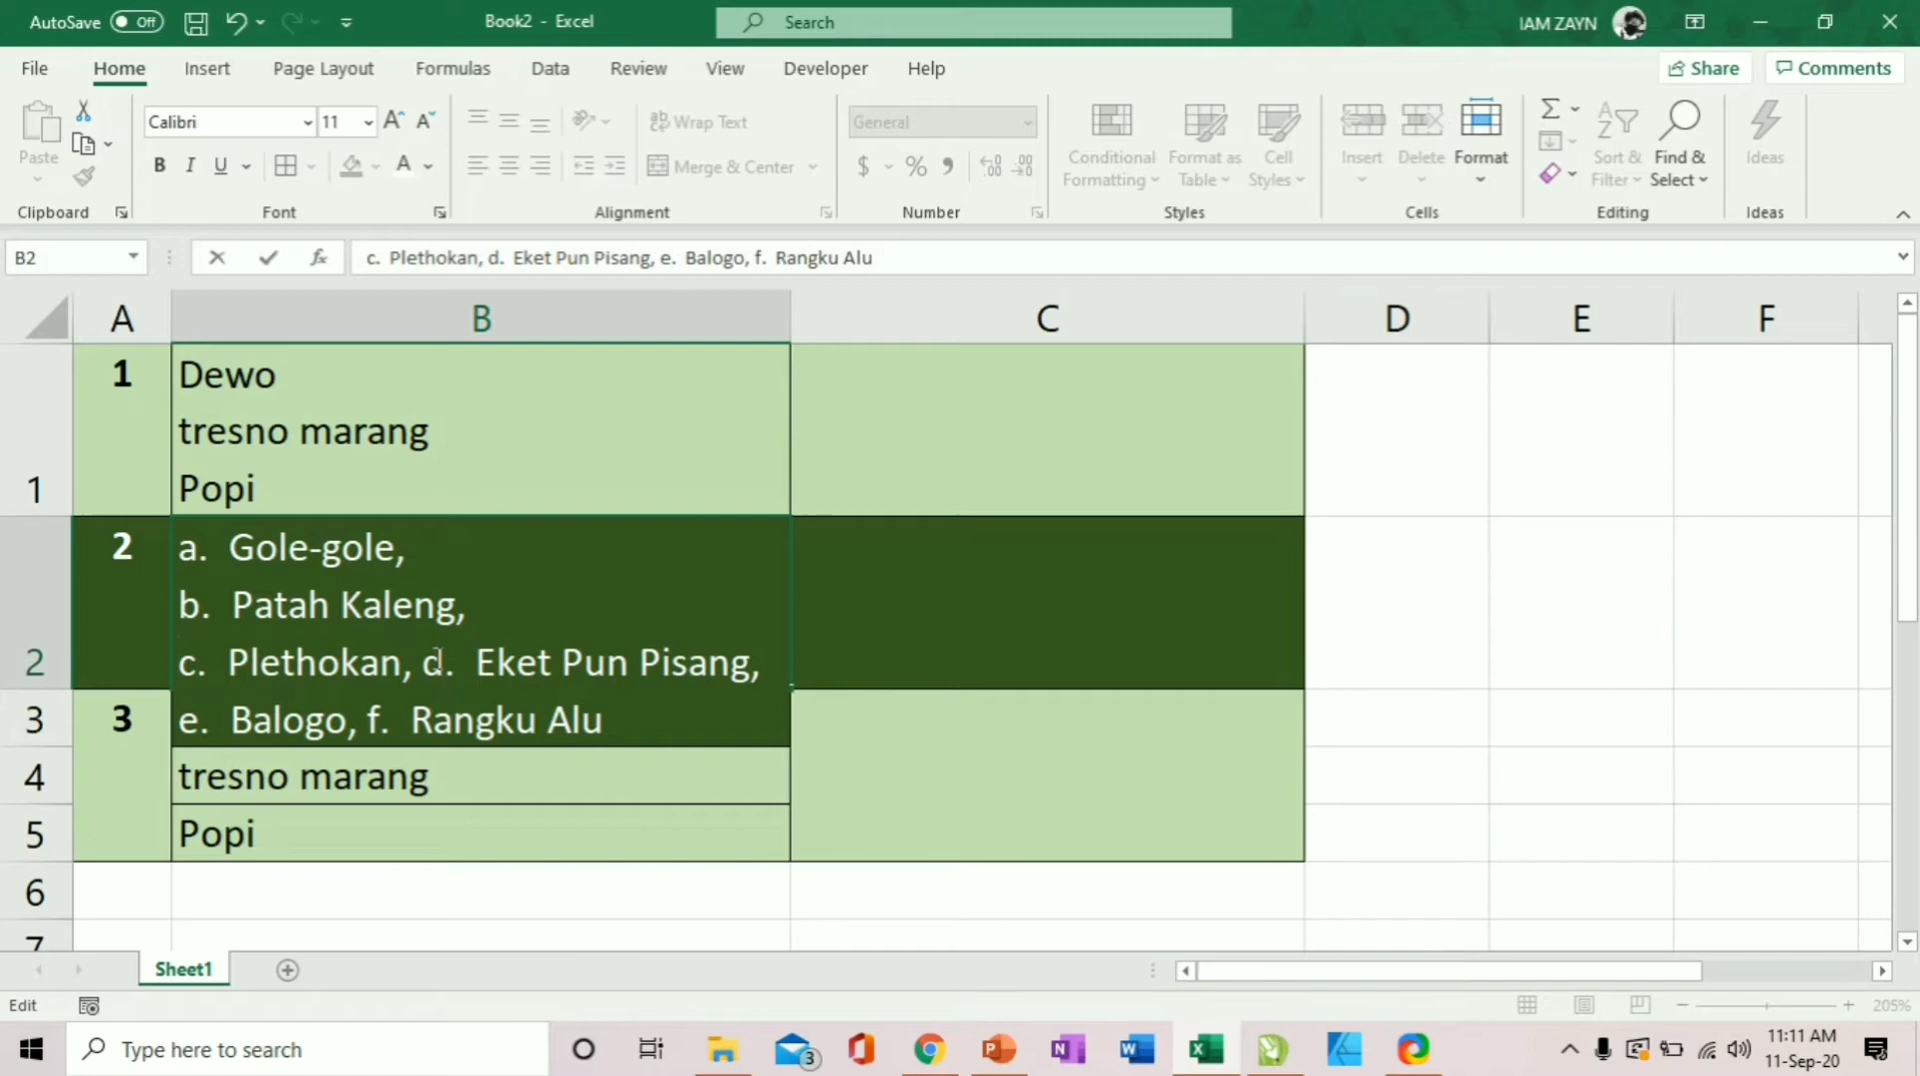 AutoSave Off Book2 - Excel Search IAM ZAYN
File Home Insert Page Layout Formulas Data Review View Developer Help Share Comments
Calibri 11 ab Wrap Text General
Paste Conditional Format as Cell Insert Delete Format Sort & Find & Ideas
B I U A Merge & Center $ % Formatting Table Styles Filter Select
Clipboard Font Alignment Number Styles Cells Editing Ideas
B2 fx c. Plethokan, d. Eket Pun Pisang, e. Balogo, f. Rangku Alu
A B C D E F
1 Dewo
tresno marang
1 Popi
2 a. Gole-gole,
b. Patah Kaleng,
2 c. Plethokan, d. Eket Pun Pisang,
3 3 e. Balogo, f. Rangku Alu
4 tresno marang
5 Popi
6
7
Sheet1
Edit 205%
Type here to search 3 11:11 AM
11-Sep-20